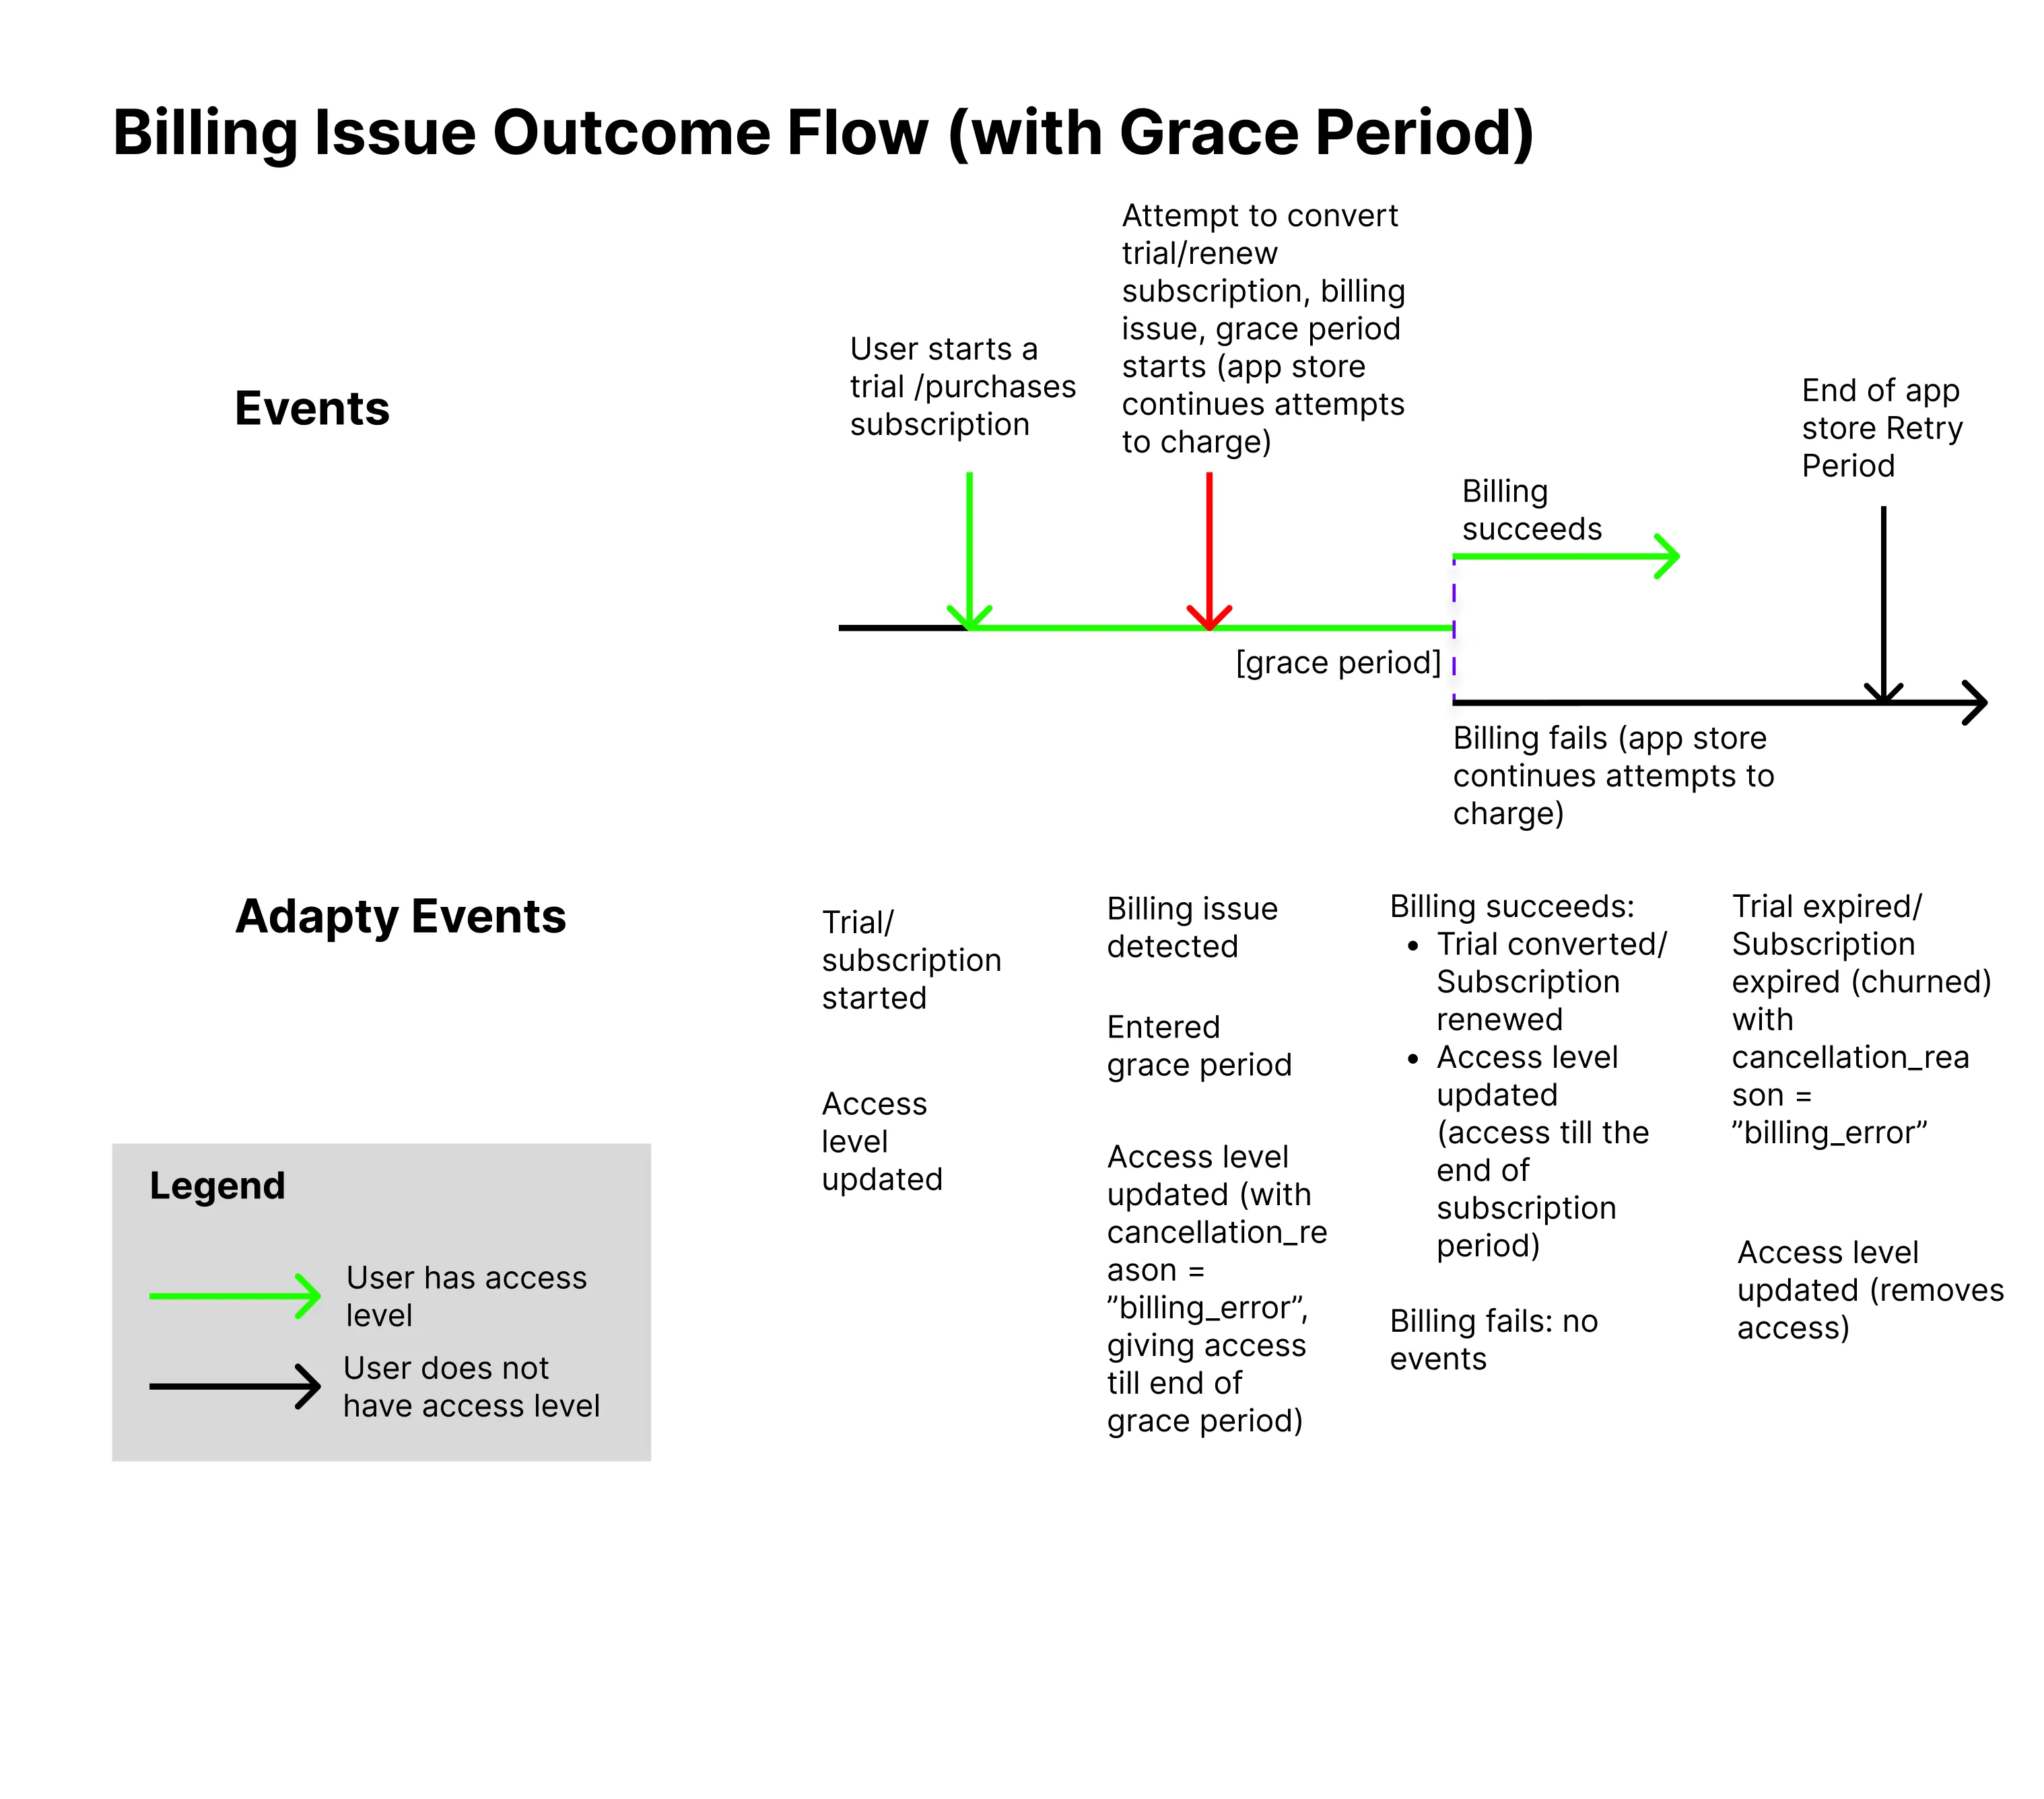 Billing Issue Outcome Flow (with Grace Period)
Events
User starts a
trial /purchases
subscription
Attempt to convert
trial/renew
subscription, billing
issue, grace period
starts (app store
continues attempts
to charge)
Billing
succeeds
End of app
store Retry
Period
[grace period]
Billing fails (app store
continues attempts to
charge)
Adapty Events
Trial/
subscription
started
Access
level
updated
Billing issue
detected
Entered
grace period
Access level
updated (with
cancellation_re
ason =
”billing_error”,
giving access
till end of
grace period)
Billing succeeds:
• Trial converted/
Subscription
renewed
• Access level
updated
(access till the
end of
subscription
period)
Billing fails: no
events
Trial expired/
Subscription
expired (churned)
with
cancellation_rea
son =
”billing_error”
Access level
updated (removes
access)
Legend
User has access
level
User does not
have access level